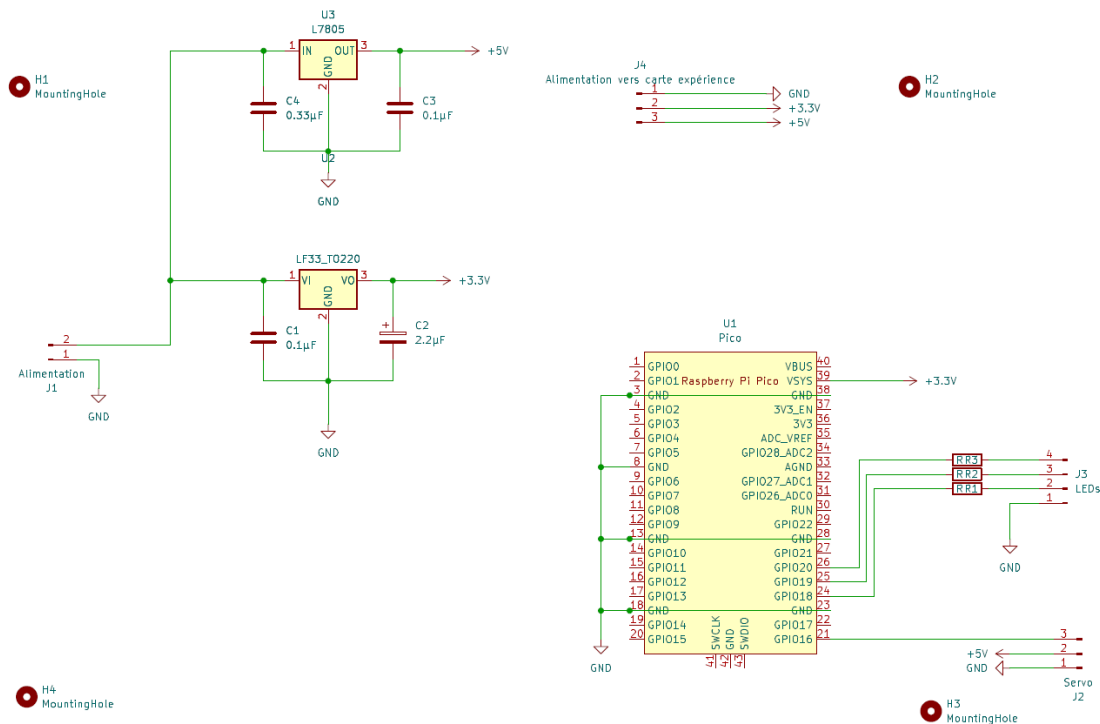 U3
L7805
1 IN OUT 3
GND
2
+5V
C4
0.33µF
C3
0.1µF
U2
GND
H1
MountingHole
J4
Alimentation vers carte expérience
1 GND
2 +3.3V
3 +5V
H2
MountingHole
LF33_TO220
1 VI VO 3
GND
2
+3.3V
C1
0.1µF
C2
2.2µF
GND
2
1
Alimentation
J1
GND
U1
Pico
Raspberry Pi Pico
1 GPIO0
2 GPIO1
3 GND
4 GPIO2
5 GPIO3
6 GPIO4
7 GPIO5
8 GND
9 GPIO6
10 GPIO7
11 GPIO8
12 GPIO9
13 GND
14 GPIO10
15 GPIO11
16 GPIO12
17 GPIO13
18 GND
19 GPIO14
20 GPIO15
VBUS 40
VSYS 39
GND 38
3V3_EN 37
3V3 36
ADC_VREF 35
GPIO28_ADC2 34
AGND 33
GPIO27_ADC1 32
GPIO26_ADC0 31
RUN 30
GPIO22 29
GND 28
GPIO21 27
GPIO20 26
GPIO19 25
GPIO18 24
GND 23
GPIO17 22
GPIO16 21
SWCLK
GND
SWDIO
41
42
43
+3.3V
GND
RR3 4
RR2 3
RR1 2
1
J3
LEDs
GND
3
+5V 2
GND 1
Servo
J2
H4
MountingHole
H3
MountingHole